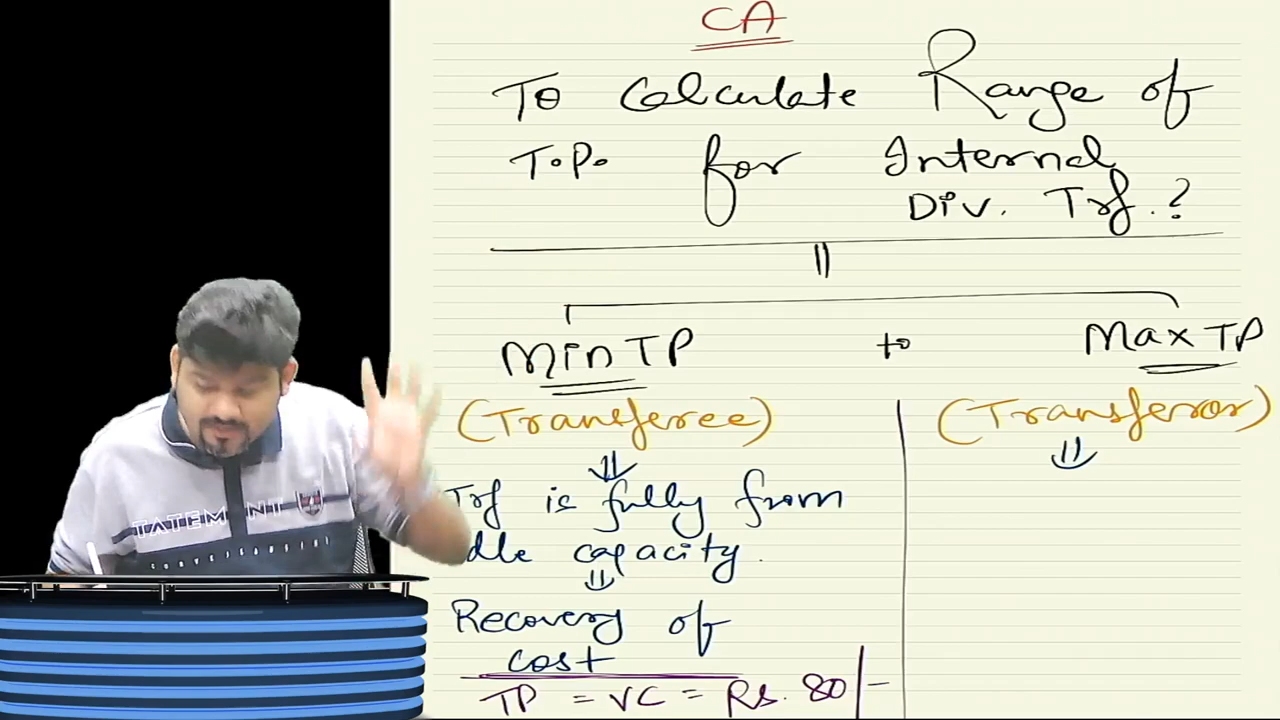 CA
To Calculate Range of
T.P. for Internal
Div. Trf.?
Min TP to Max TP
(Transferee)
Trf is fully from
dle capacity.
Recovery of
cost
TP = VC = Rs. 80/-
(Transferor)
TATEMENT